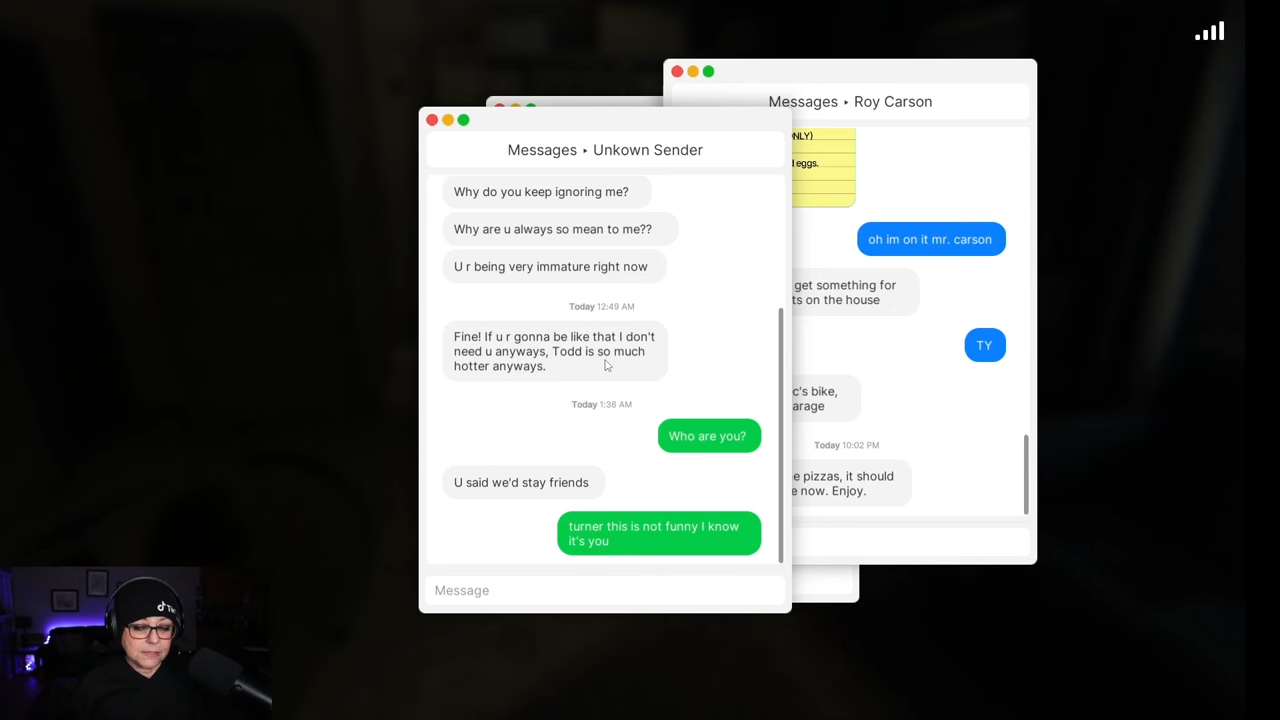 Messages ▸ Roy Carson
NLY)
eggs.
oh im on it mr. carson
get something for
ts on the house
TY
c's bike,
arage
Today 10:02 PM
e pizzas, it should
e now. Enjoy.
Messages ▸ Unkown Sender
Why do you keep ignoring me?
Why are u always so mean to me??
U r being very immature right now
Today 12:49 AM
Fine! If u r gonna be like that I don't
need u anyways, Todd is so much
hotter anyways.
Today 1:36 AM
Who are you?
U said we'd stay friends
turner this is not funny I know
it's you
Message